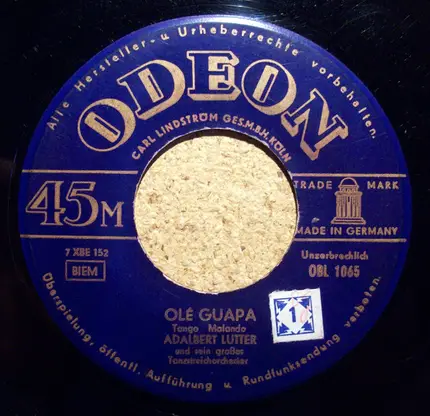 Alle Hersteller- u Urheberrechte vorbehalten.
ODEON
CARL LINDSTRÖM GES.M.B.H. KÖLN
45M
TRADE MARK
MADE IN GERMANY
7 XBE 152
BIEM
Unzerbrechlich
OBL 1065
OLÉ GUAPA
Tango Malando
ADALBERT LUTTER
und sein großes
Tanzstreichorchester
1
Überspielung, öffentl. Aufführung u Rundfunksendung verboten.